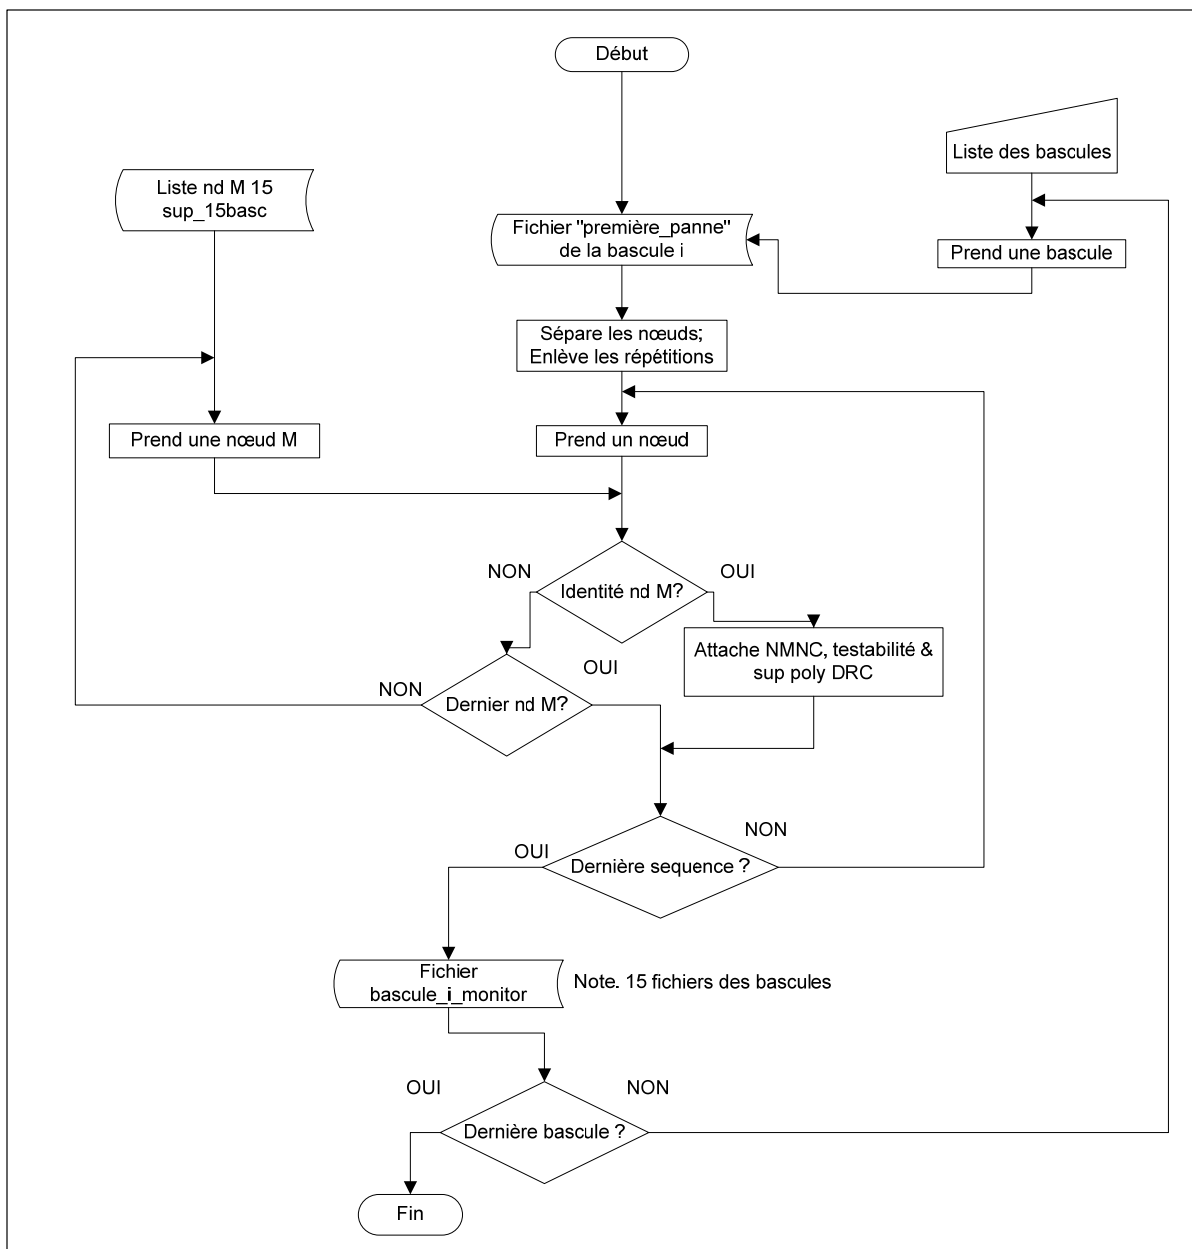 Début
Liste des bascules
Liste nd M 15
sup_15basc
Fichier "première_panne"
de la bascule i
Prend une bascule
Sépare les nœuds;
Enlève les répétitions
Prend une nœud M
Prend un nœud
NON
OUI
Identité nd M?
Attache NMNC, testabilité &
sup poly DRC
OUI
NON
Dernier nd M?
NON
OUI
Dernière sequence ?
Fichier
bascule_i_monitor
Note. 15 fichiers des bascules
OUI
NON
Dernière bascule ?
Fin